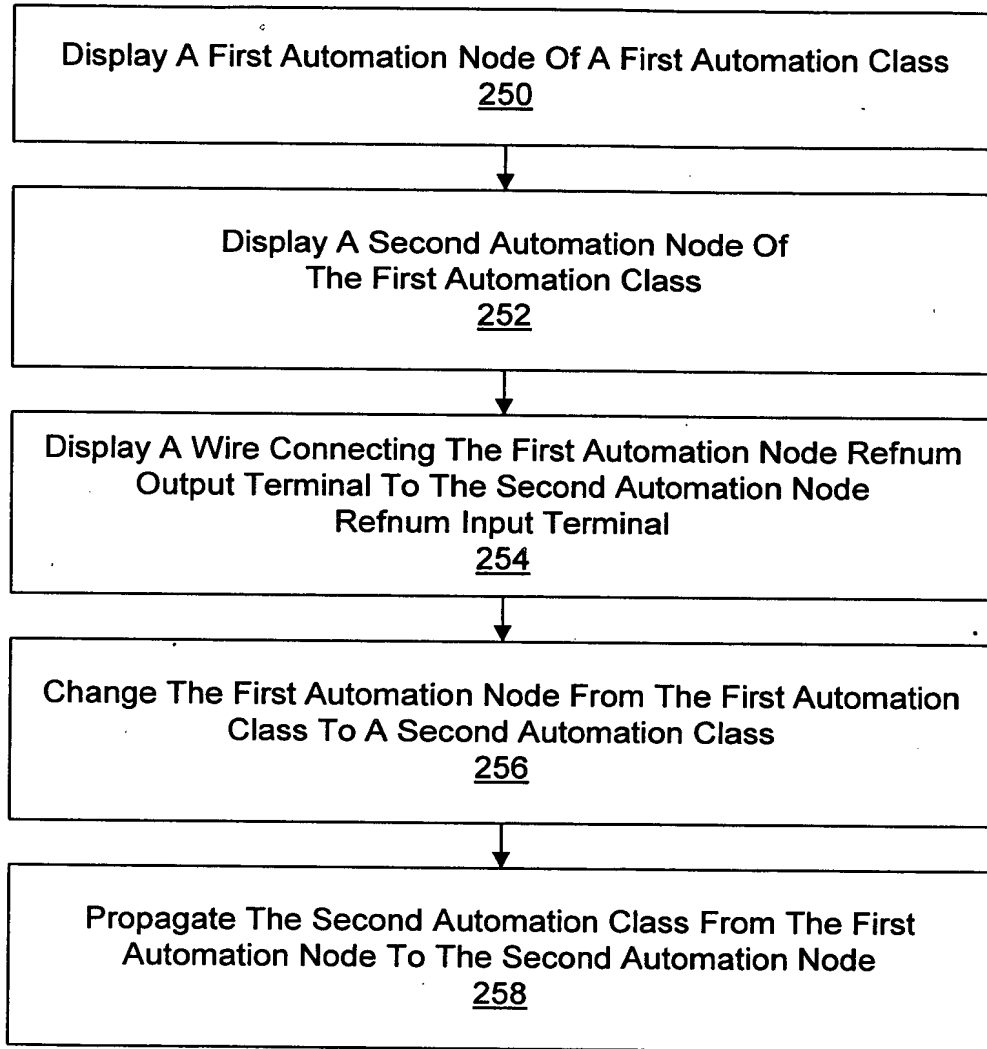 Display A First Automation Node Of A First Automation Class
250
Display A Second Automation Node Of
The First Automation Class
252
Display A Wire Connecting The First Automation Node Refnum
Output Terminal To The Second Automation Node
Refnum Input Terminal
254
Change The First Automation Node From The First Automation
Class To A Second Automation Class
256
Propagate The Second Automation Class From The First
Automation Node To The Second Automation Node
258